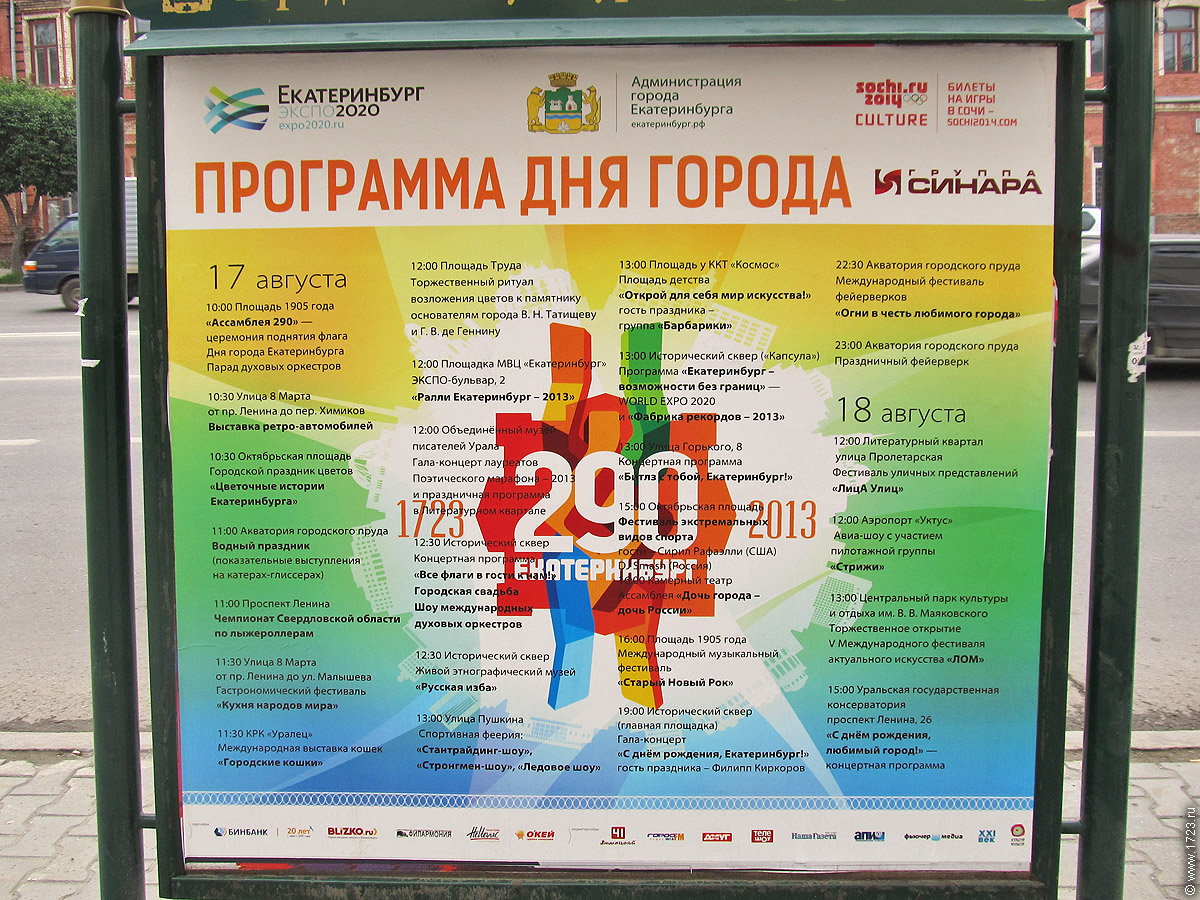 ЕКАТЕРИНБУРГ
ЭКСПО2020
expo2020.ru
Администрация
города
Екатеринбурга
екатеринбург.рф
sochi.ru
2014
CULTURE
БИЛЕТЫ
НА ИГРЫ
В СОЧИ –
SOCHI2014.COM
ПРОГРАММА ДНЯ ГОРОДА
ГРУППА
СИНАРА
17 августа
10:00 Площадь 1905 года
«Ассамблея 290» —
церемония поднятия флага
Дня города Екатеринбурга
Парад духовых оркестров
10:30 Улица 8 Марта
от пр. Ленина до пер. Химиков
Выставка ретро-автомобилей
10:30 Октябрьская площадь
Городской праздник цветов
«Цветочные истории
Екатеринбурга»
11:00 Акватория городского пруда
Водный праздник
(показательные выступления
на катерах-глиссерах)
11:00 Проспект Ленина
Чемпионат Свердловской области
по лыжероллерам
11:30 Улица 8 Марта
от пр. Ленина до ул. Малышева
Гастрономический фестиваль
«Кухня народов мира»
11:30 КРК «Уралец»
Международная выставка кошек
«Городские кошки»
12:00 Площадь Труда
Торжественный ритуал
возложения цветов к памятнику
основателям города В. Н. Татищеву
и Г. В. де Геннину
12:00 Площадка МВЦ «Екатеринбург»
ЭКСПО-бульвар, 2
«Ралли Екатеринбург – 2013»
12:00 Объединённый музей
писателей Урала
Гала-концерт лауреатов
Поэтического марафона – 2013
и праздничная программа
в Литературном квартале
12:30 Исторический сквер
Концертная программа
«Все флаги в гости к нам!»
Городская свадьба
Шоу международных
духовых оркестров
12:30 Исторический сквер
Живой этнографический музей
«Русская изба»
13:00 Улица Пушкина
Спортивная феерия:
«Стантрайдинг-шоу»,
«Стронгмен-шоу», «Ледовое шоу»
13:00 Площадь у ККТ «Космос»
Площадь детства
«Открой для себя мир искусства!»
гость праздника –
группа «Барбарики»
13:00 Исторический сквер («Капсула»)
Программа «Екатеринбург –
возможности без границ» —
WORLD EXPO 2020
и «Фабрика рекордов – 2013»
13:00 Улица Горького, 8
Концертная программа
«Битлз с тобой, Екатеринбург!»
15:00 Октябрьская площадь
Фестиваль экстремальных
видов спорта
гости – Сирил Рафаэлли (США)
DJ Smash (Россия)
Камерный театр
Ассамблея «Дочь города –
дочь России»
16:00 Площадь 1905 года
Международный музыкальный
фестиваль
«Старый Новый Рок»
19:00 Исторический сквер
(главная площадка)
Гала-концерт
«С днём рождения, Екатеринбург!»
гость праздника – Филипп Киркоров
22:30 Акватория городского пруда
Международный фестиваль
фейерверков
«Огни в честь любимого города»
23:00 Акватория городского пруда
Праздничный фейерверк
18 августа
12:00 Литературный квартал
улица Пролетарская
Фестиваль уличных представлений
«ЛицА Улиц»
12:00 Аэропорт «Уктус»
Авиа-шоу с участием
пилотажной группы
«Стрижи»
13:00 Центральный парк культуры
и отдыха им. В. В. Маяковского
Торжественное открытие
V Международного фестиваля
актуального искусства «ЛОМ»
15:00 Уральская государственная
консерватория
проспект Ленина, 26
«С днём рождения,
любимый город!» —
концертная программа
1723
290
2013
ЕКАТЕРИНБУРГ
БИНБАНК
20 лет
BLIZKO.ru
ФИЛАРМОНИЯ
О'КЕЙ
41
ГОРОД FM
ТЕЛЕ
ШОУ
Наша Газета
АПИ
фьючер медиа
XXI
ВЕК
© www.1723.ru